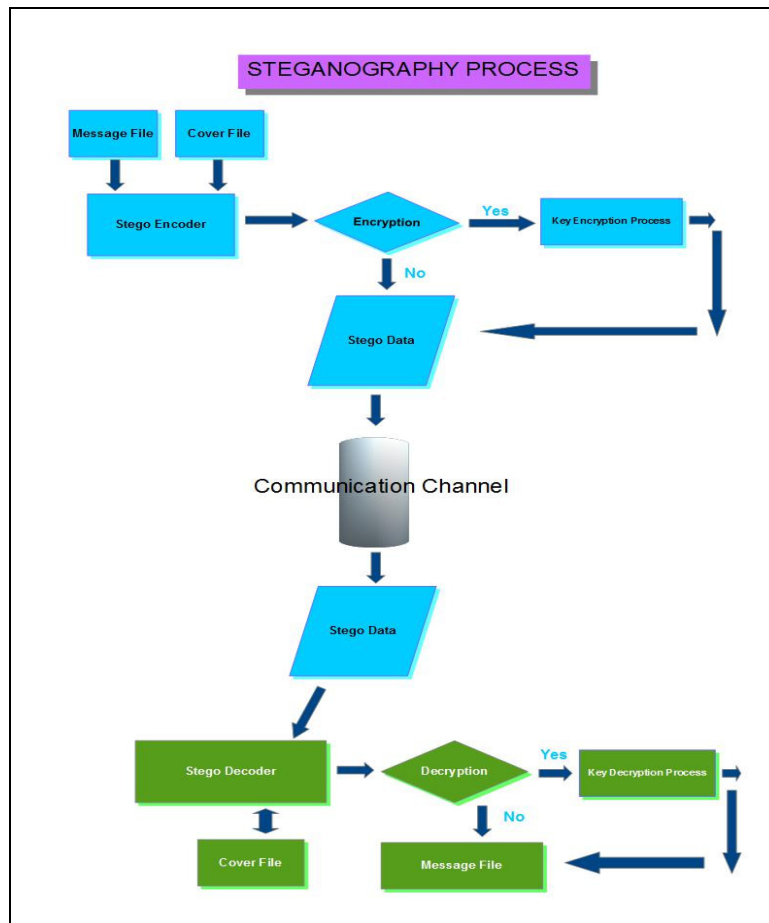 STEGANOGRAPHY PROCESS
Message File
Cover File
Stego Encoder
Encryption
Yes
Key Encryption Process
No
Stego Data
Communication Channel
Stego Data
Stego Decoder
Decryption
Yes
Key Decryption Process
No
Cover File
Message File